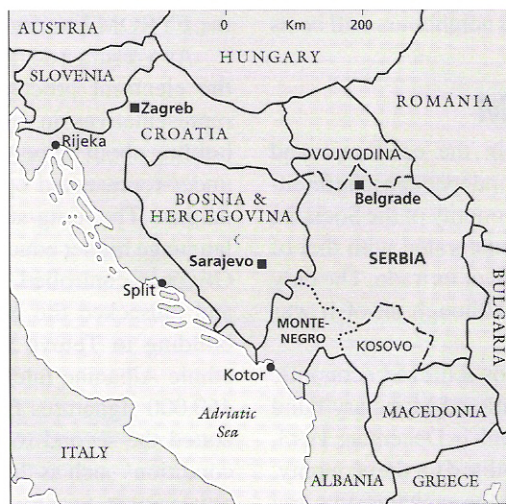 AUSTRIA
0 Km 200
HUNGARY
SLOVENIA
ROMANIA
Zagreb
CROATIA
Rijeka
VOJVODINA
Belgrade
BOSNIA &
HERCEGOVINA
SERBIA
Sarajevo
Split
BULGARIA
MONTE-
NEGRO
KOSOVO
Kotor
MACEDONIA
Adriatic
Sea
ITALY
ALBANIA
GREECE